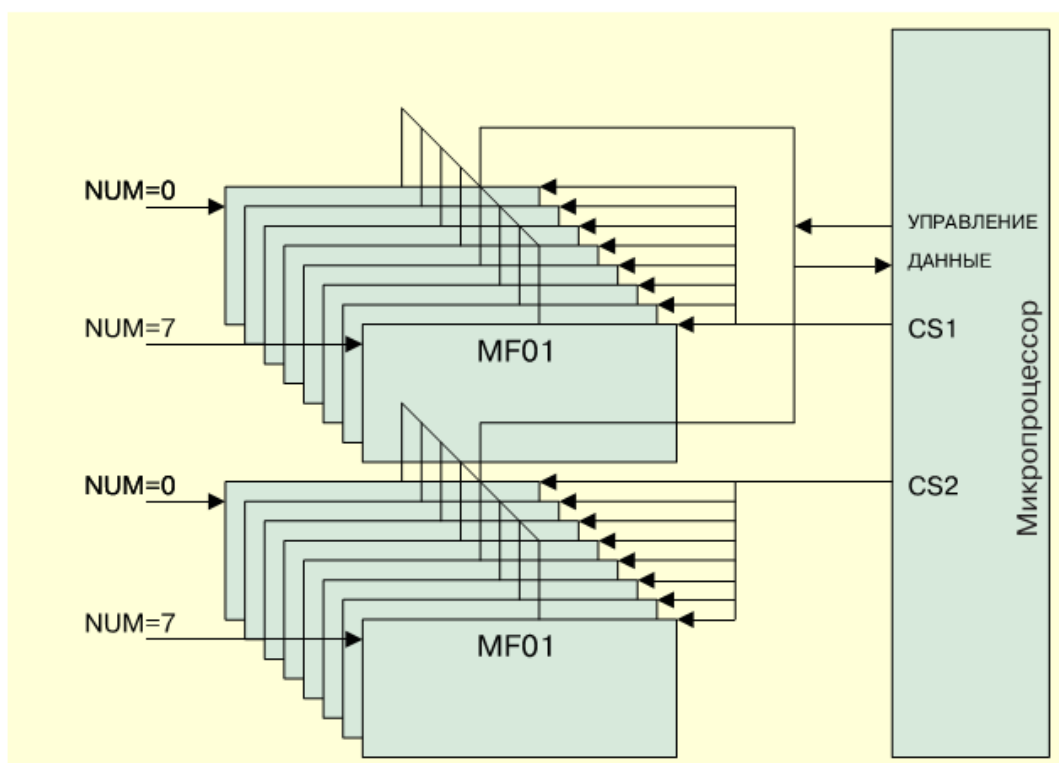 NUM=0
NUM=7
MF01
NUM=0
NUM=7
MF01
УПРАВЛЕНИЕ
ДАННЫЕ
CS1
CS2
Микропроцессор